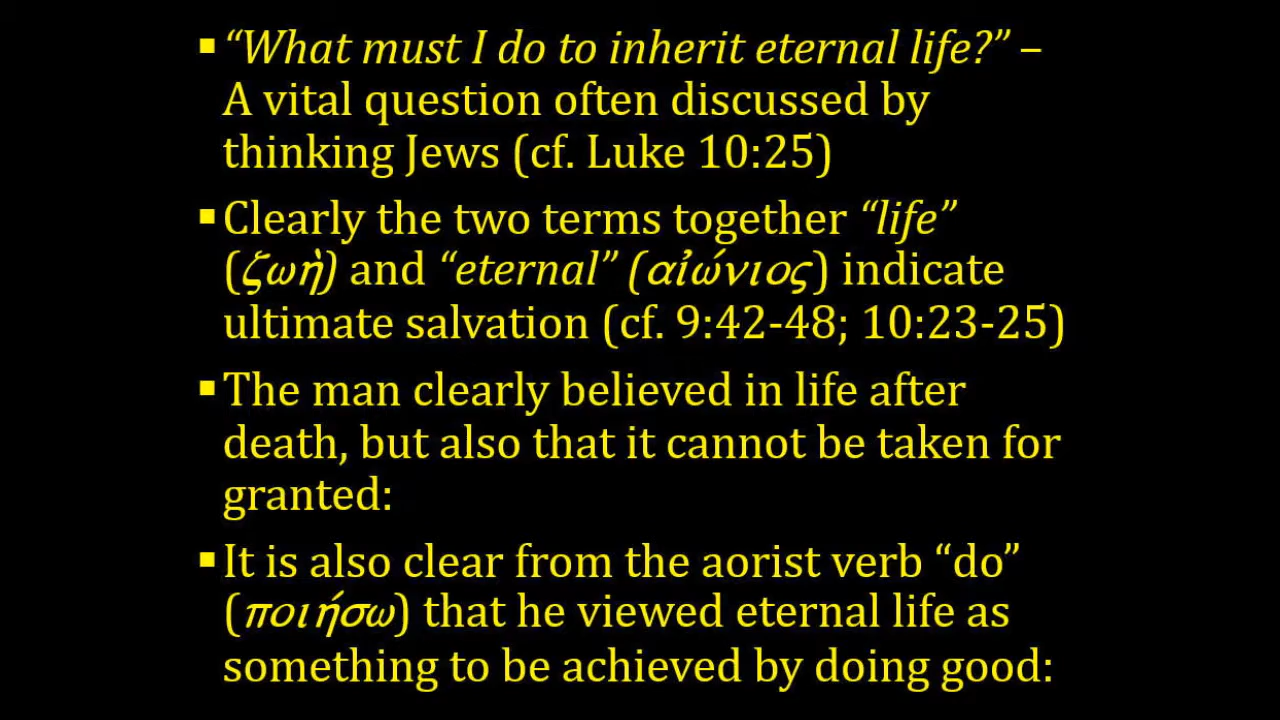 ▪ “What must I do to inherit eternal life?” –
A vital question often discussed by
thinking Jews (cf. Luke 10:25)
▪ Clearly the two terms together “life”
(ζωὴ) and “eternal” (αἰώνιος) indicate
ultimate salvation (cf. 9:42-48; 10:23-25)
▪ The man clearly believed in life after
death, but also that it cannot be taken for
granted:
▪ It is also clear from the aorist verb “do”
(ποιήσω) that he viewed eternal life as
something to be achieved by doing good: